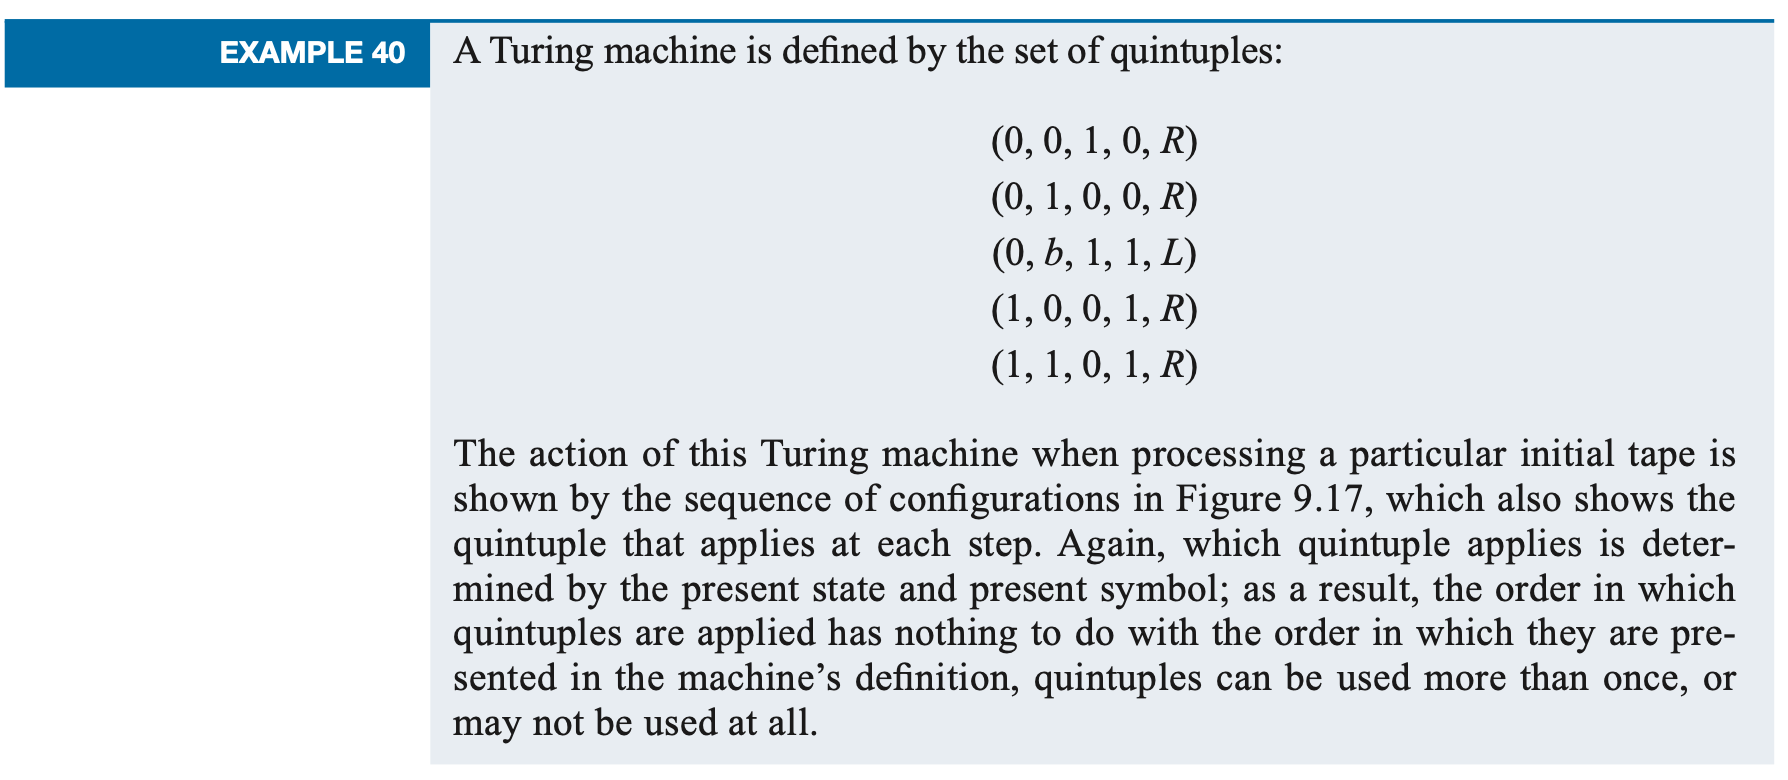 EXAMPLE 40
A Turing machine is defined by the set of quintuples:
(0, 0, 1, 0, R)
(0, 1, 0, 0, R)
(0, b, 1, 1, L)
(1, 0, 0, 1, R)
(1, 1, 0, 1, R)
The action of this Turing machine when processing a particular initial tape is
shown by the sequence of configurations in Figure 9.17, which also shows the
quintuple that applies at each step. Again, which quintuple applies is deter-
mined by the present state and present symbol; as a result, the order in which
quintuples are applied has nothing to do with the order in which they are pre-
sented in the machine’s definition, quintuples can be used more than once, or
may not be used at all.